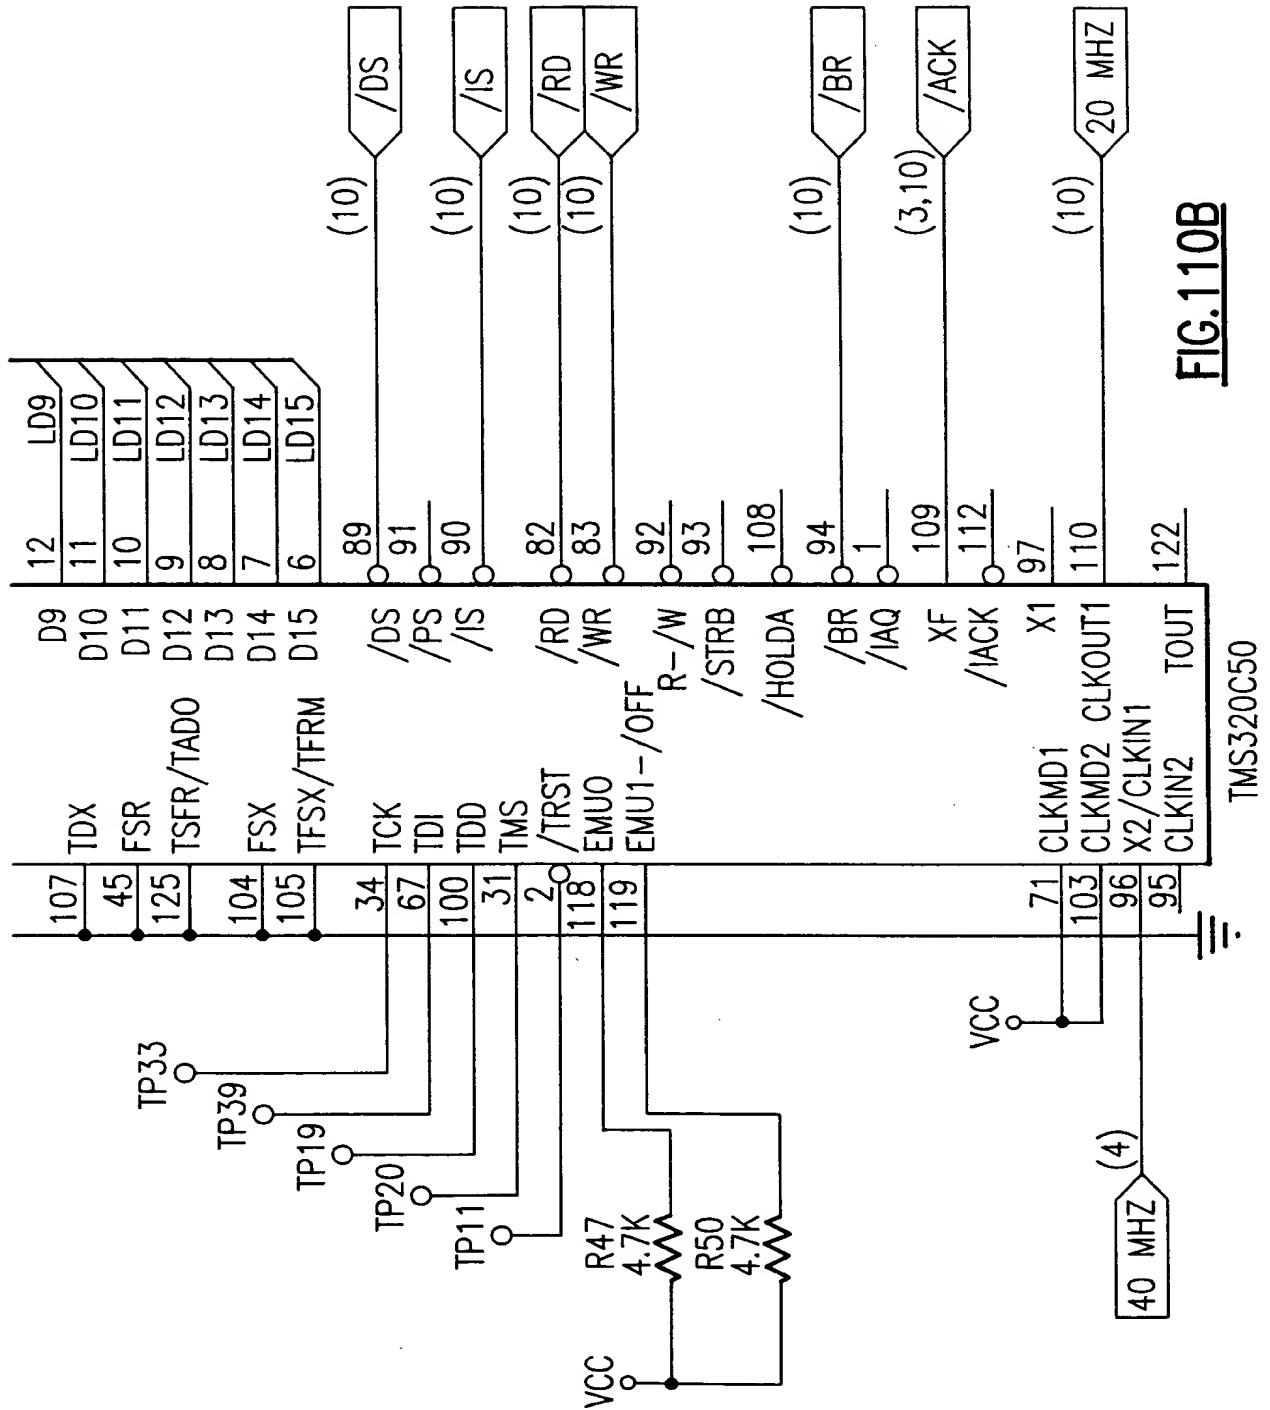 TP33
TP39
TP19
TP20
TP11
VCC
R47
4.7K
R50
4.7K
VCC
40 MHZ
(4)
107
45
125
104
105
34
67
100
31
2
118
119
71
103
96
95
TDX
FSR
TSFR/TADO
FSX
TFSX/TFRM
TCK
TDI
TDD
TMS
/TRST
EMU0
EMU1-/OFF
CLKMD1
CLKMD2
X2/CLKIN1
CLKIN2
D9
D10
D11
D12
D13
D14
D15
/DS
/PS
/IS
/RD
/WR
R-/W
/STRB
/HOLDA
/BR
/IAQ
XF
/IACK
X1
CLKOUT1
TOUT
TMS320C50
12
11
10
9
8
7
6
89
91
90
82
83
92
93
108
94
1
109
112
97
110
122
LD9
LD10
LD11
LD12
LD13
LD14
LD15
(10)
(10)
(10)
(10)
(10)
(3,10)
(10)
/DS
/IS
/RD
/WR
/BR
/ACK
20 MHZ
FIG.110B